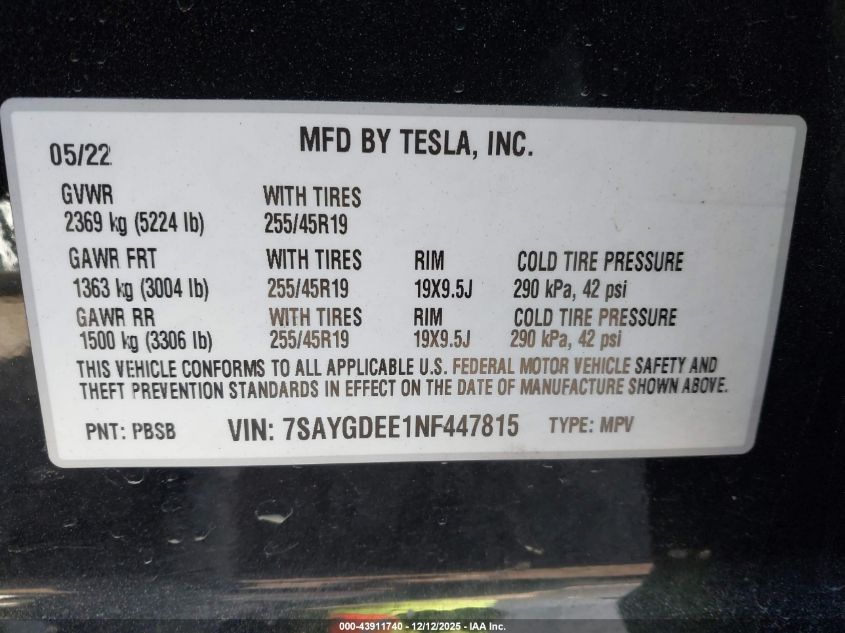 05/22
MFD BY TESLA, INC.
GVWR WITH TIRES
2369 kg (5224 lb) 255/45R19
GAWR FRT WITH TIRES RIM COLD TIRE PRESSURE
1363 kg (3004 lb) 255/45R19 19X9.5J 290 kPa, 42 psi
GAWR RR WITH TIRES RIM COLD TIRE PRESSURE
1500 kg (3306 lb) 255/45R19 19X9.5J 290 kPa, 42 psi
THIS VEHICLE CONFORMS TO ALL APPLICABLE U.S. FEDERAL MOTOR VEHICLE SAFETY AND
THEFT PREVENTION STANDARDS IN EFFECT ON THE DATE OF MANUFACTURE SHOWN ABOVE.
PNT: PBSB VIN: 7SAYGDEE1NF447815 TYPE: MPV
000-43911740 - 12/12/2025 - IAA Inc.